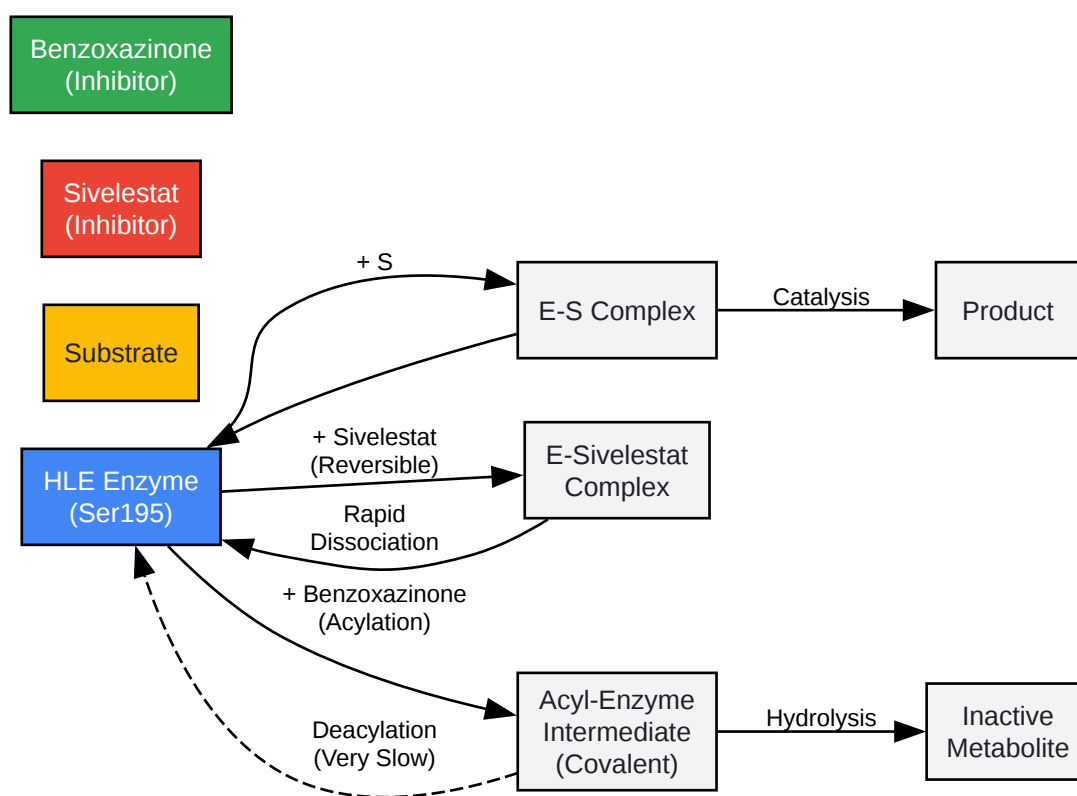 Benzoxazinone
(Inhibitor)
Sivelestat
(Inhibitor)
+ S
E-S Complex
Catalysis
Product
Substrate
+ Sivelestat
(Reversible)
E-Sivelestat
Complex
HLE Enzyme
(Ser195)
Rapid
Dissociation
+ Benzoxazinone
(Acylation)
Acyl-Enzyme
Intermediate
(Covalent)
Hydrolysis
Inactive
Metabolite
Deacylation
(Very Slow)